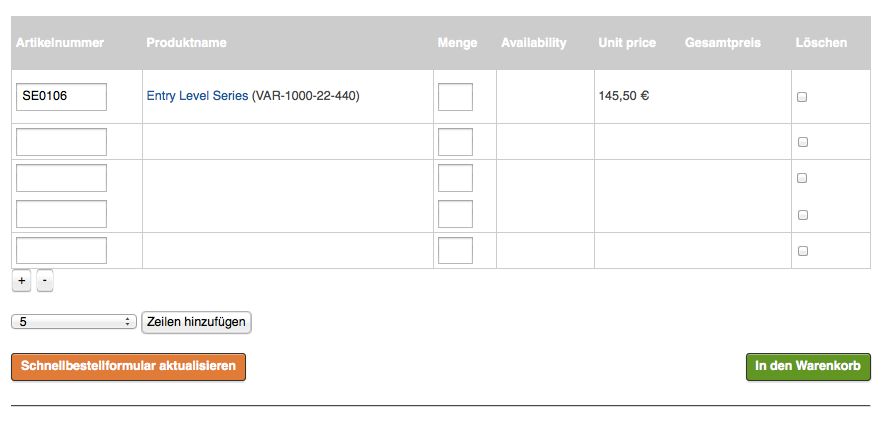 Artikelnummer Produktname Menge Availability Unit price Gesamtpreis Löschen
SE0106 Entry Level Series (VAR-1000-22-440) 145,50 €
+ -
5 Zeilen hinzufügen
Schnellbestellformular aktualisieren In den Warenkorb